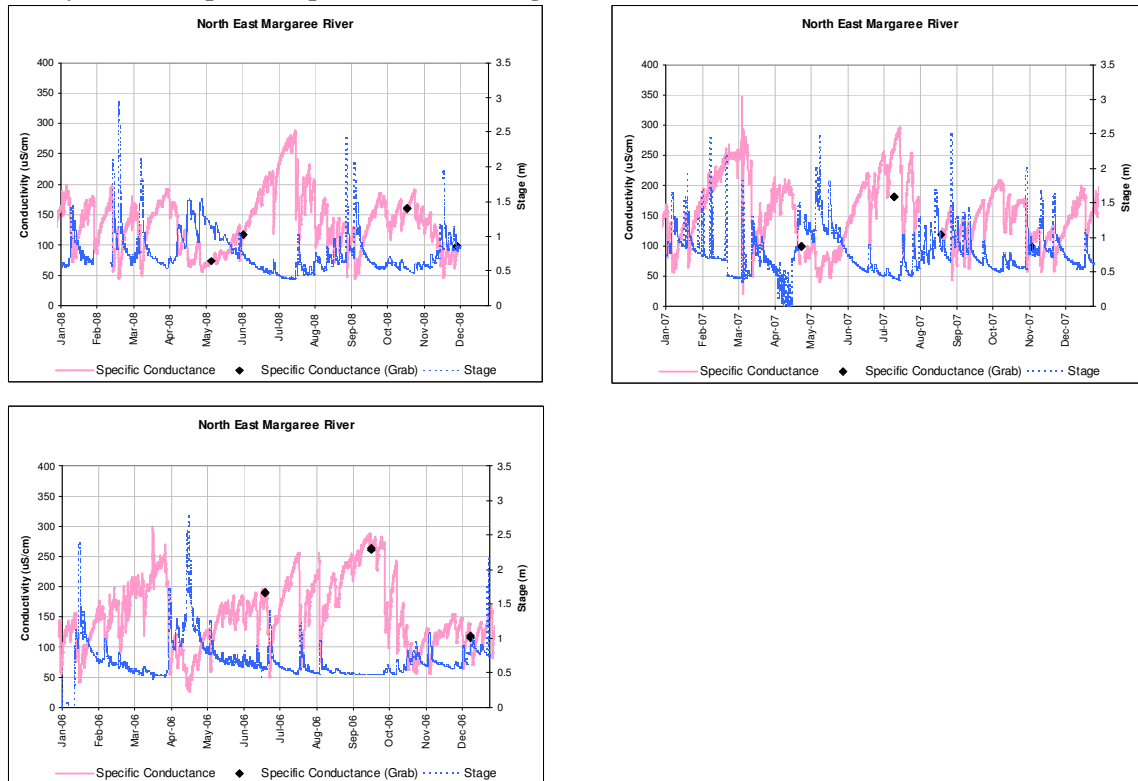 North East Margaree River
Conductivity (uS/cm)
400
350
300
250
200
150
100
50
0
3.5
3
2.5
2
1.5
1
0.5
0
Stage (m)
Jan-08
Feb-08
Mar-08
Apr-08
May-08
Jun-08
Jul-08
Aug-08
Sep-08
Oct-08
Nov-08
Dec-08
Specific Conductance Specific Conductance (Grab) Stage
North East Margaree River
Conductivity (uS/cm)
400
350
300
250
200
150
100
50
0
3.5
3
2.5
2
1.5
1
0.5
0
Stage (m)
Jan-07
Feb-07
Mar-07
Apr-07
May-07
Jun-07
Jul-07
Aug-07
Sep-07
Oct-07
Nov-07
Dec-07
Specific Conductance Specific Conductance (Grab) Stage
North East Margaree River
Conductivity (uS/cm)
400
350
300
250
200
150
100
50
0
3.5
3
2.5
2
1.5
1
0.5
0
Stage (m)
Jan-06
Feb-06
Mar-06
Apr-06
May-06
Jun-06
Jul-06
Aug-06
Sep-06
Oct-06
Nov-06
Dec-06
Specific Conductance Specific Conductance (Grab) Stage